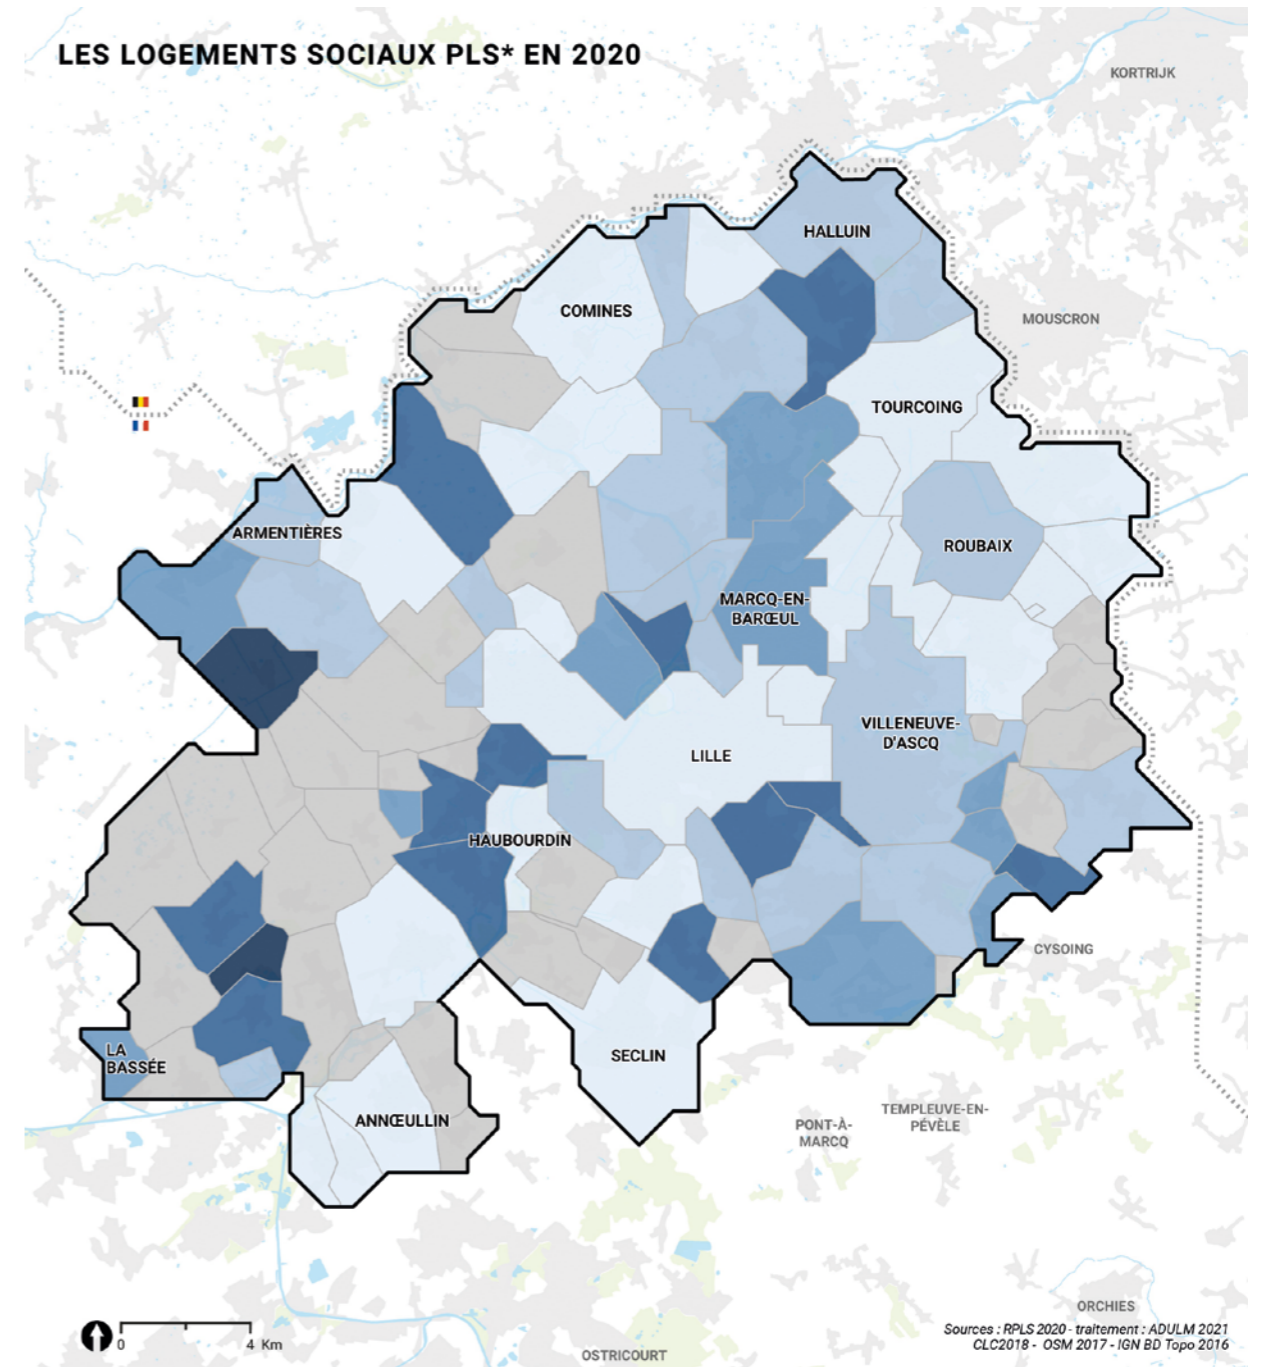 LES LOGEMENTS SOCIAUX PLS* EN 2020
KORTRIJK
HALLUIN
COMINES
MOUSCRON
TOURCOING
ARMENTIÈRES
ROUBAIX
MARCQ-EN-
BARŒUL
VILLENEUVE-
D'ASCQ
LILLE
HAUBOURDIN
CYSOING
LA
BASSÉE
SECLIN
ANNŒULLIN
TEMPLEUVE-EN-
PÉVÈLE
PONT-À-
MARCQ
ORCHIES
0 4 Km
OSTRICOURT
Sources : RPLS 2020 - traitement : ADULM 2021
CLC2018 - OSM 2017 - IGN BD Topo 2016